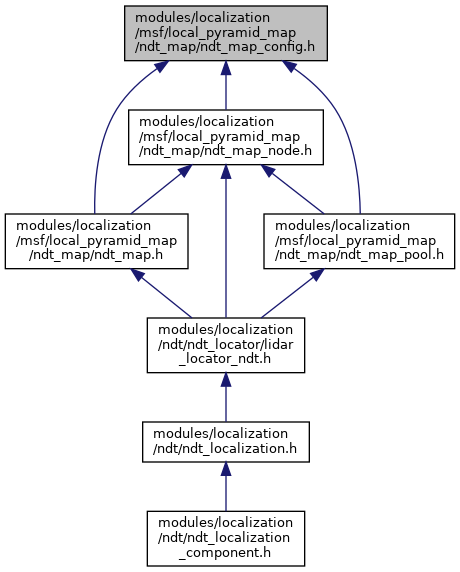 modules/localization
/msf/local_pyramid_map
/ndt_map/ndt_map_config.h
modules/localization
/msf/local_pyramid_map
/ndt_map/ndt_map_node.h
modules/localization
/msf/local_pyramid_map
/ndt_map/ndt_map.h
modules/localization
/msf/local_pyramid_map
/ndt_map/ndt_map_pool.h
modules/localization
/ndt/ndt_locator/lidar
_locator_ndt.h
modules/localization
/ndt/ndt_localization.h
modules/localization
/ndt/ndt_localization
_component.h